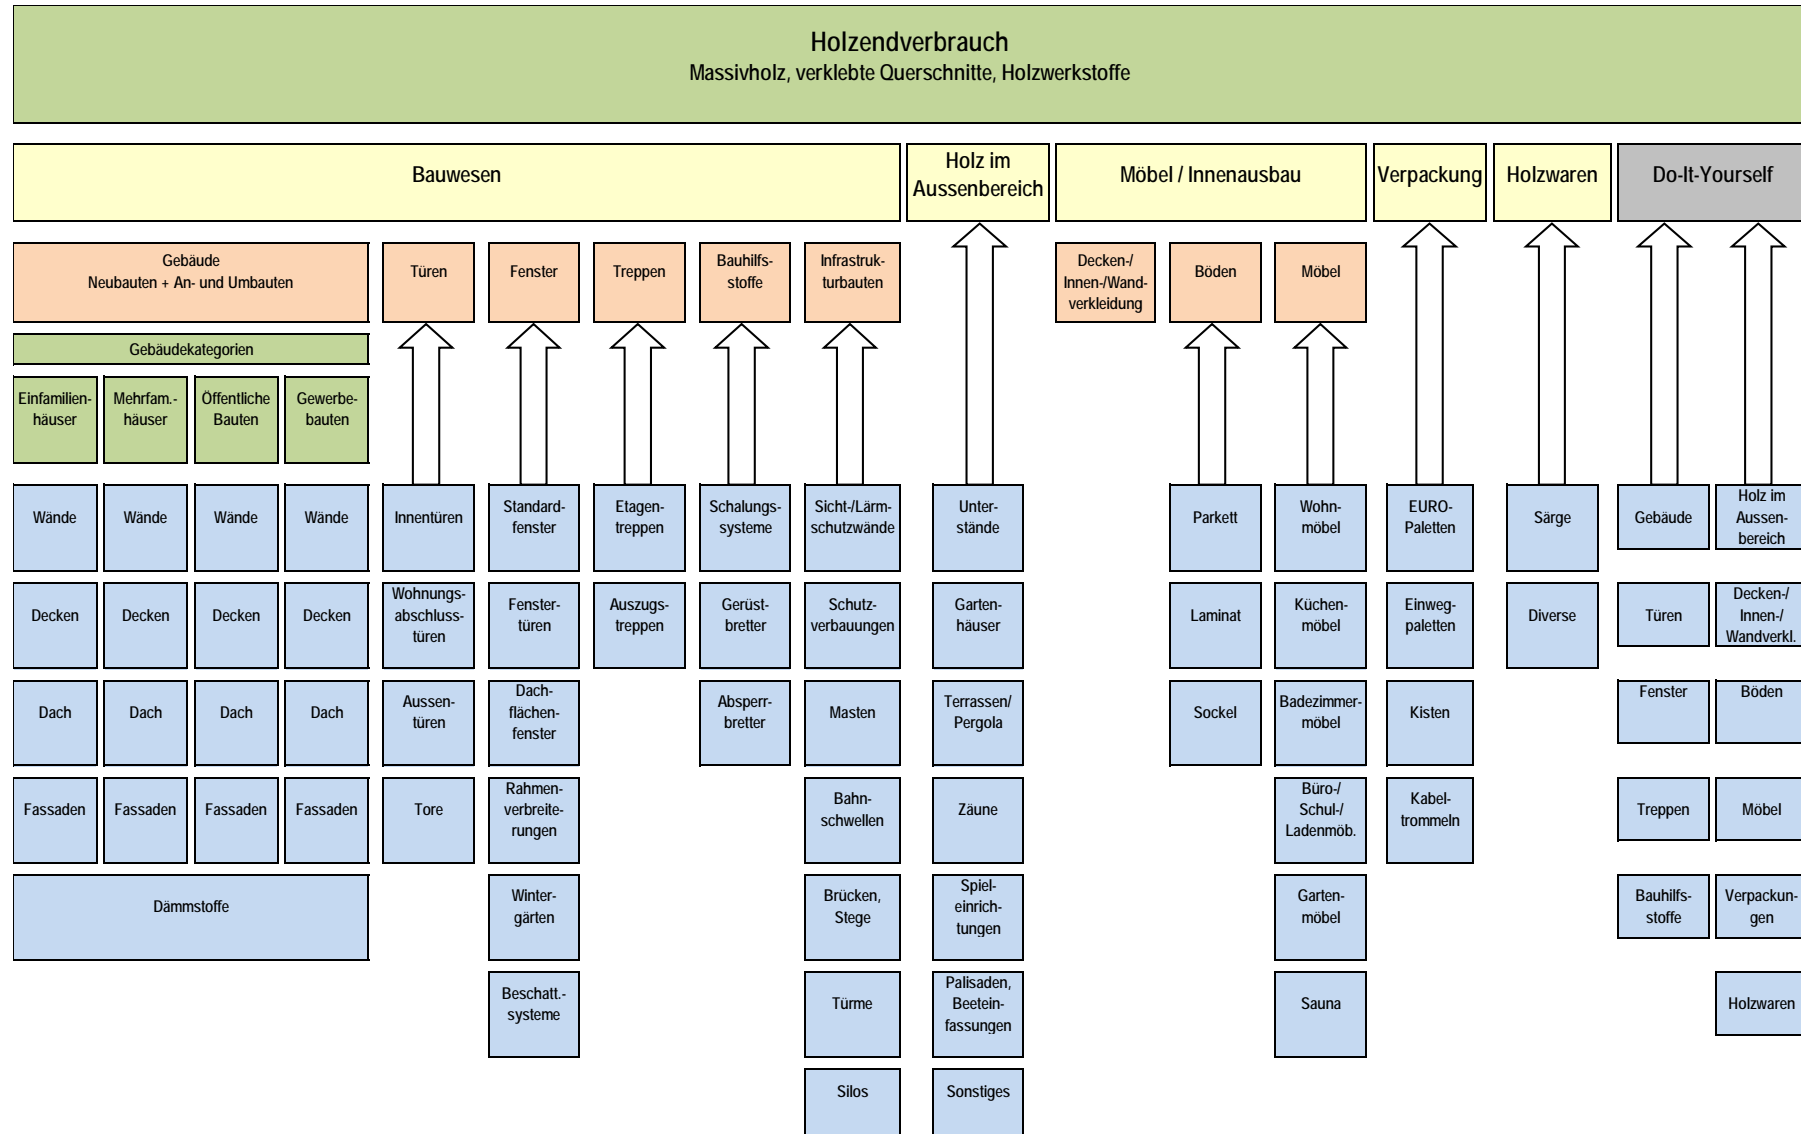 Holzendverbrauch
Massivholz, verklebte Querschnitte, Holzwerkstoffe
Bauwesen
Holz im
Aussenbereich
Möbel / Innenausbau
Verpackung
Holzwaren
Do-It-Yourself
Gebäude
Neubauten + An- und Umbauten
Türen
Fenster
Treppen
Bauhilfs-
stoffe
Infrastruk-
turbauten
Decken-/
Innen-/Wand-
verkleidung
Böden
Möbel
Gebäudekategorien
Einfamilien-
häuser
Mehrfam.-
häuser
Öffentliche
Bauten
Gewerbe-
bauten
Wände
Wände
Wände
Wände
Innentüren
Standard-
fenster
Etagen-
treppen
Schalungs-
systeme
Sicht-/Lärm-
schutzwände
Unter-
stände
Parkett
Wohn-
möbel
EURO-
Paletten
Särge
Gebäude
Holz im
Aussen-
bereich
Decken
Decken
Decken
Decken
Wohnungs-
abschluss-
türen
Fenster-
türen
Auszugs-
treppen
Gerüst-
bretter
Schutz-
verbauungen
Garten-
häuser
Laminat
Küchen-
möbel
Einweg-
paletten
Diverse
Türen
Decken-/
Innen-/
Wandverkl.
Dach
Dach
Dach
Dach
Aussen-
türen
Dach-
flächen-
fenster
Absperr-
bretter
Masten
Terrassen/
Pergola
Sockel
Badezimmer-
möbel
Kisten
Fenster
Böden
Fassaden
Fassaden
Fassaden
Fassaden
Tore
Rahmen-
verbreite-
rungen
Bahn-
schwellen
Zäune
Büro-/
Schul-/
Ladenmöb.
Kabel-
trommeln
Treppen
Möbel
Dämmstoffe
Winter-
gärten
Brücken,
Stege
Spiel-
einrich-
tungen
Garten-
möbel
Bauhilfs-
stoffe
Verpackun-
gen
Beschatt.-
systeme
Türme
Palisaden,
Beetein-
fassungen
Sauna
Holzwaren
Silos
Sonstiges